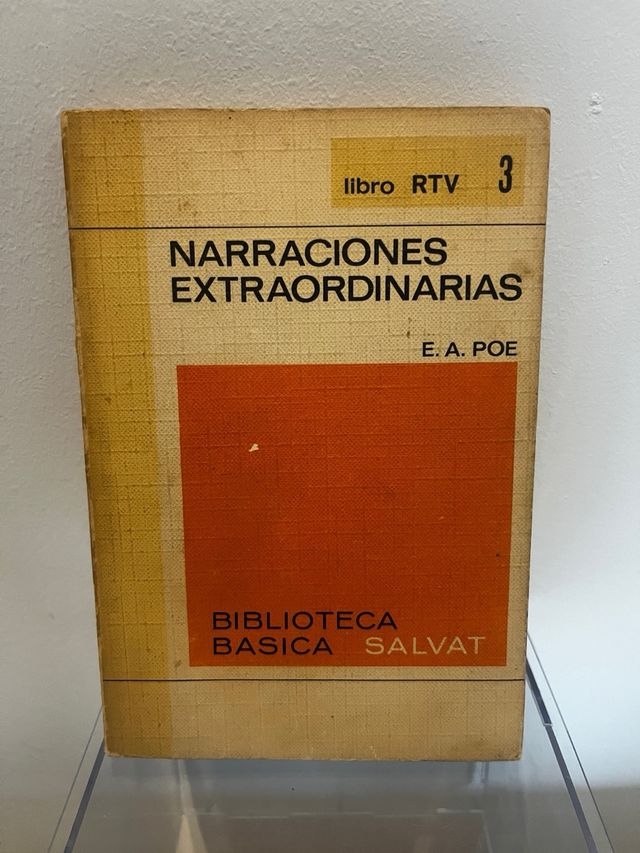 libro RTV 3
NARRACIONES
EXTRAORDINARIAS
E. A. POE
BIBLIOTECA
BASICA SALVAT